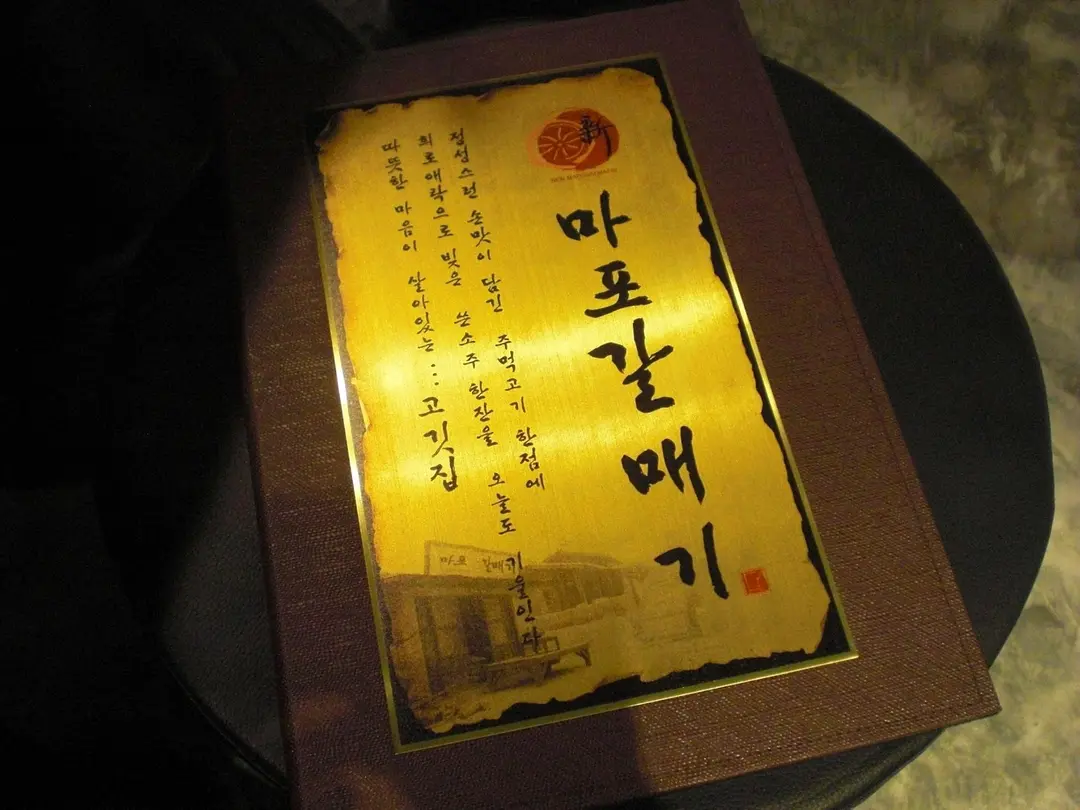 新
마포갈매기
정성스런 손맛이 담긴 주먹고기 한점에
희로애락으로 빚은 쓴소주 한잔을 오늘도 기울인다
따뜻한 마음이 살아있는... 고깃집
마포 갈매기